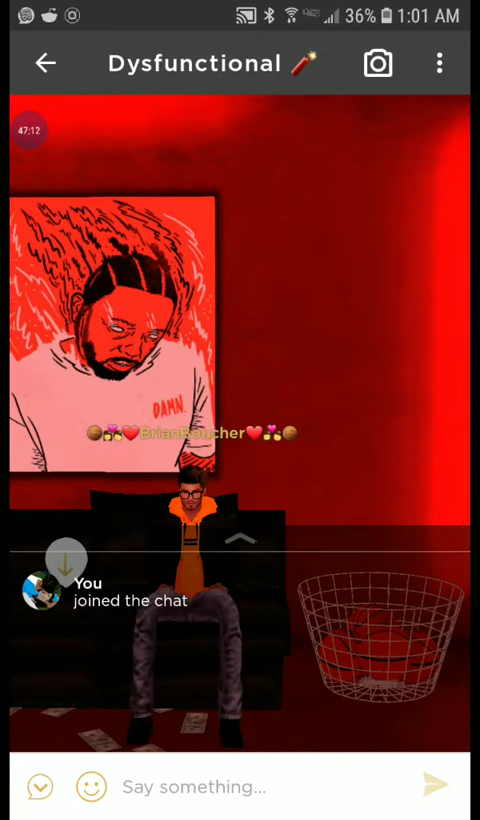 36% 1:01 AM
Dysfunctional 🧨
47:12
DAMN.
🏀💑❤️BrianBoucher❤️💑🏀
You
joined the chat
Say something...